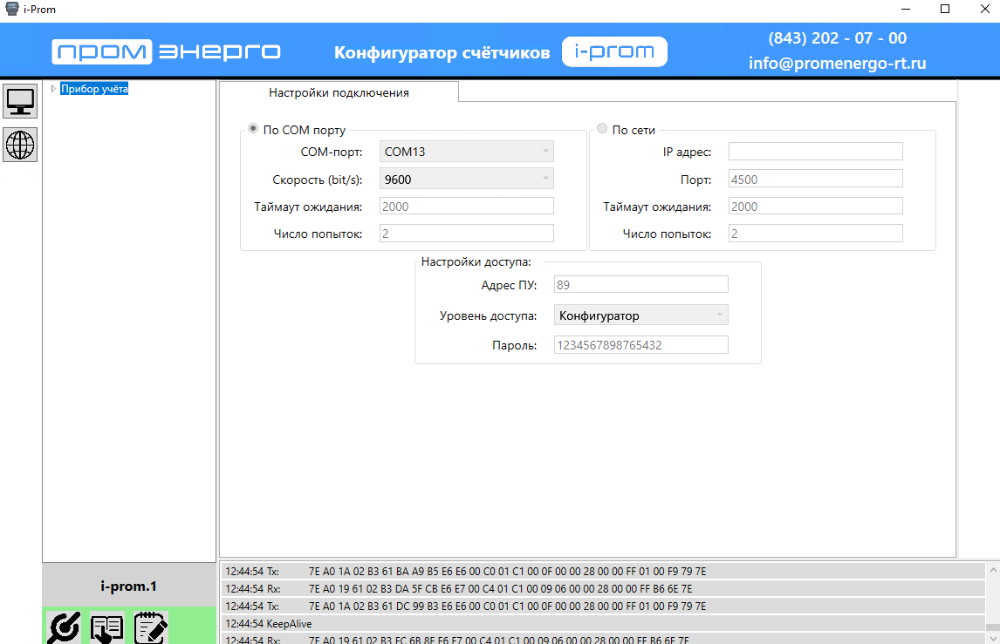 i-Prom
ПРОМЭНЕРГО
Конфигуратор счётчиков
i-prom
(843) 202 - 07 - 00
info@promenergo-rt.ru
Прибор учёта
Настройки подключения
По COM порту
COM-порт: COM13
Скорость (bit/s): 9600
Таймаут ожидания: 2000
Число попыток: 2
По сети
IP адрес:
Порт: 4500
Таймаут ожидания: 2000
Число попыток: 2
Настройки доступа:
Адрес ПУ: 89
Уровень доступа: Конфигуратор
Пароль: 1234567898765432
i-prom.1
12:44:54 Tx: 7E A0 1A 02 B3 61 BA A9 B5 E6 E6 00 C0 01 C1 00 0F 00 00 28 00 00 FF 01 00 F9 79 7E
12:44:54 Rx: 7E A0 19 61 02 B3 DA 5F CB E6 E7 00 C4 01 C1 00 09 06 00 00 28 00 00 FF B6 6E 7E
12:44:54 Tx: 7E A0 1A 02 B3 61 DC 99 B3 E6 E6 00 C0 01 C1 00 0F 00 00 28 00 00 FF 01 00 F9 79 7E
12:44:54 KeepAlive
12:44:54 Rx: 7E A0 19 61 02 B3 FC 6B 8F E6 E7 00 C4 01 C1 00 09 06 00 00 28 00 00 FF B6 6E 7E